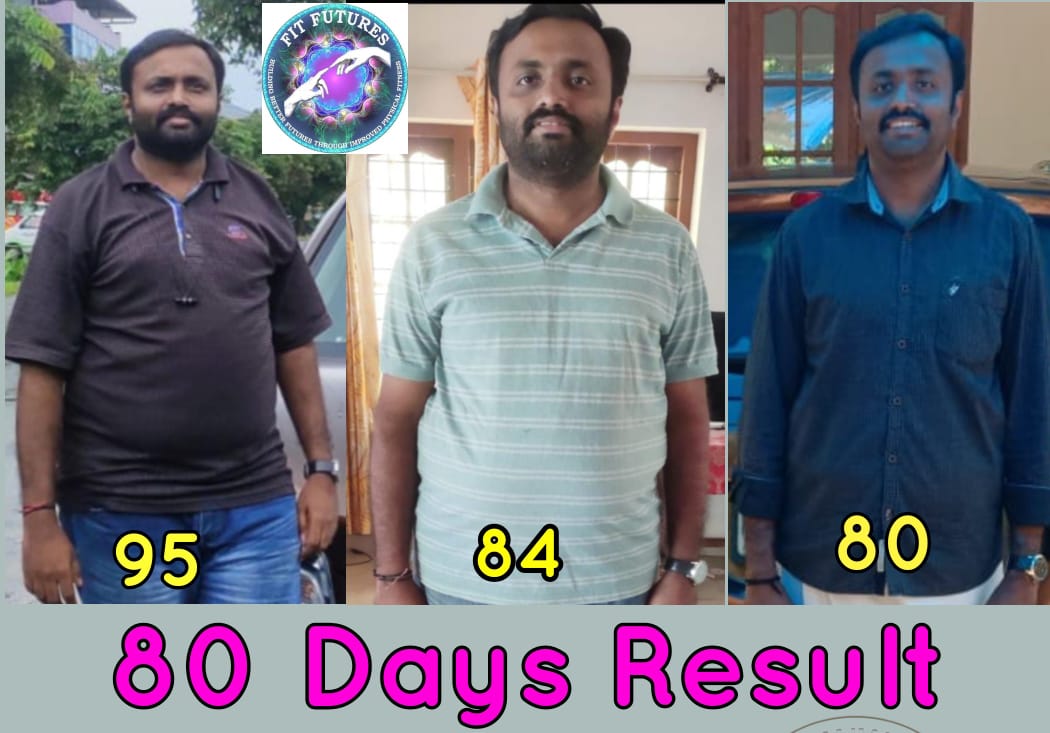 FIT FUTURES
BUILDING BETTER FUTURES THROUGH IMPROVED PHYSICAL FITNESS
95
84
80
80 Days Result